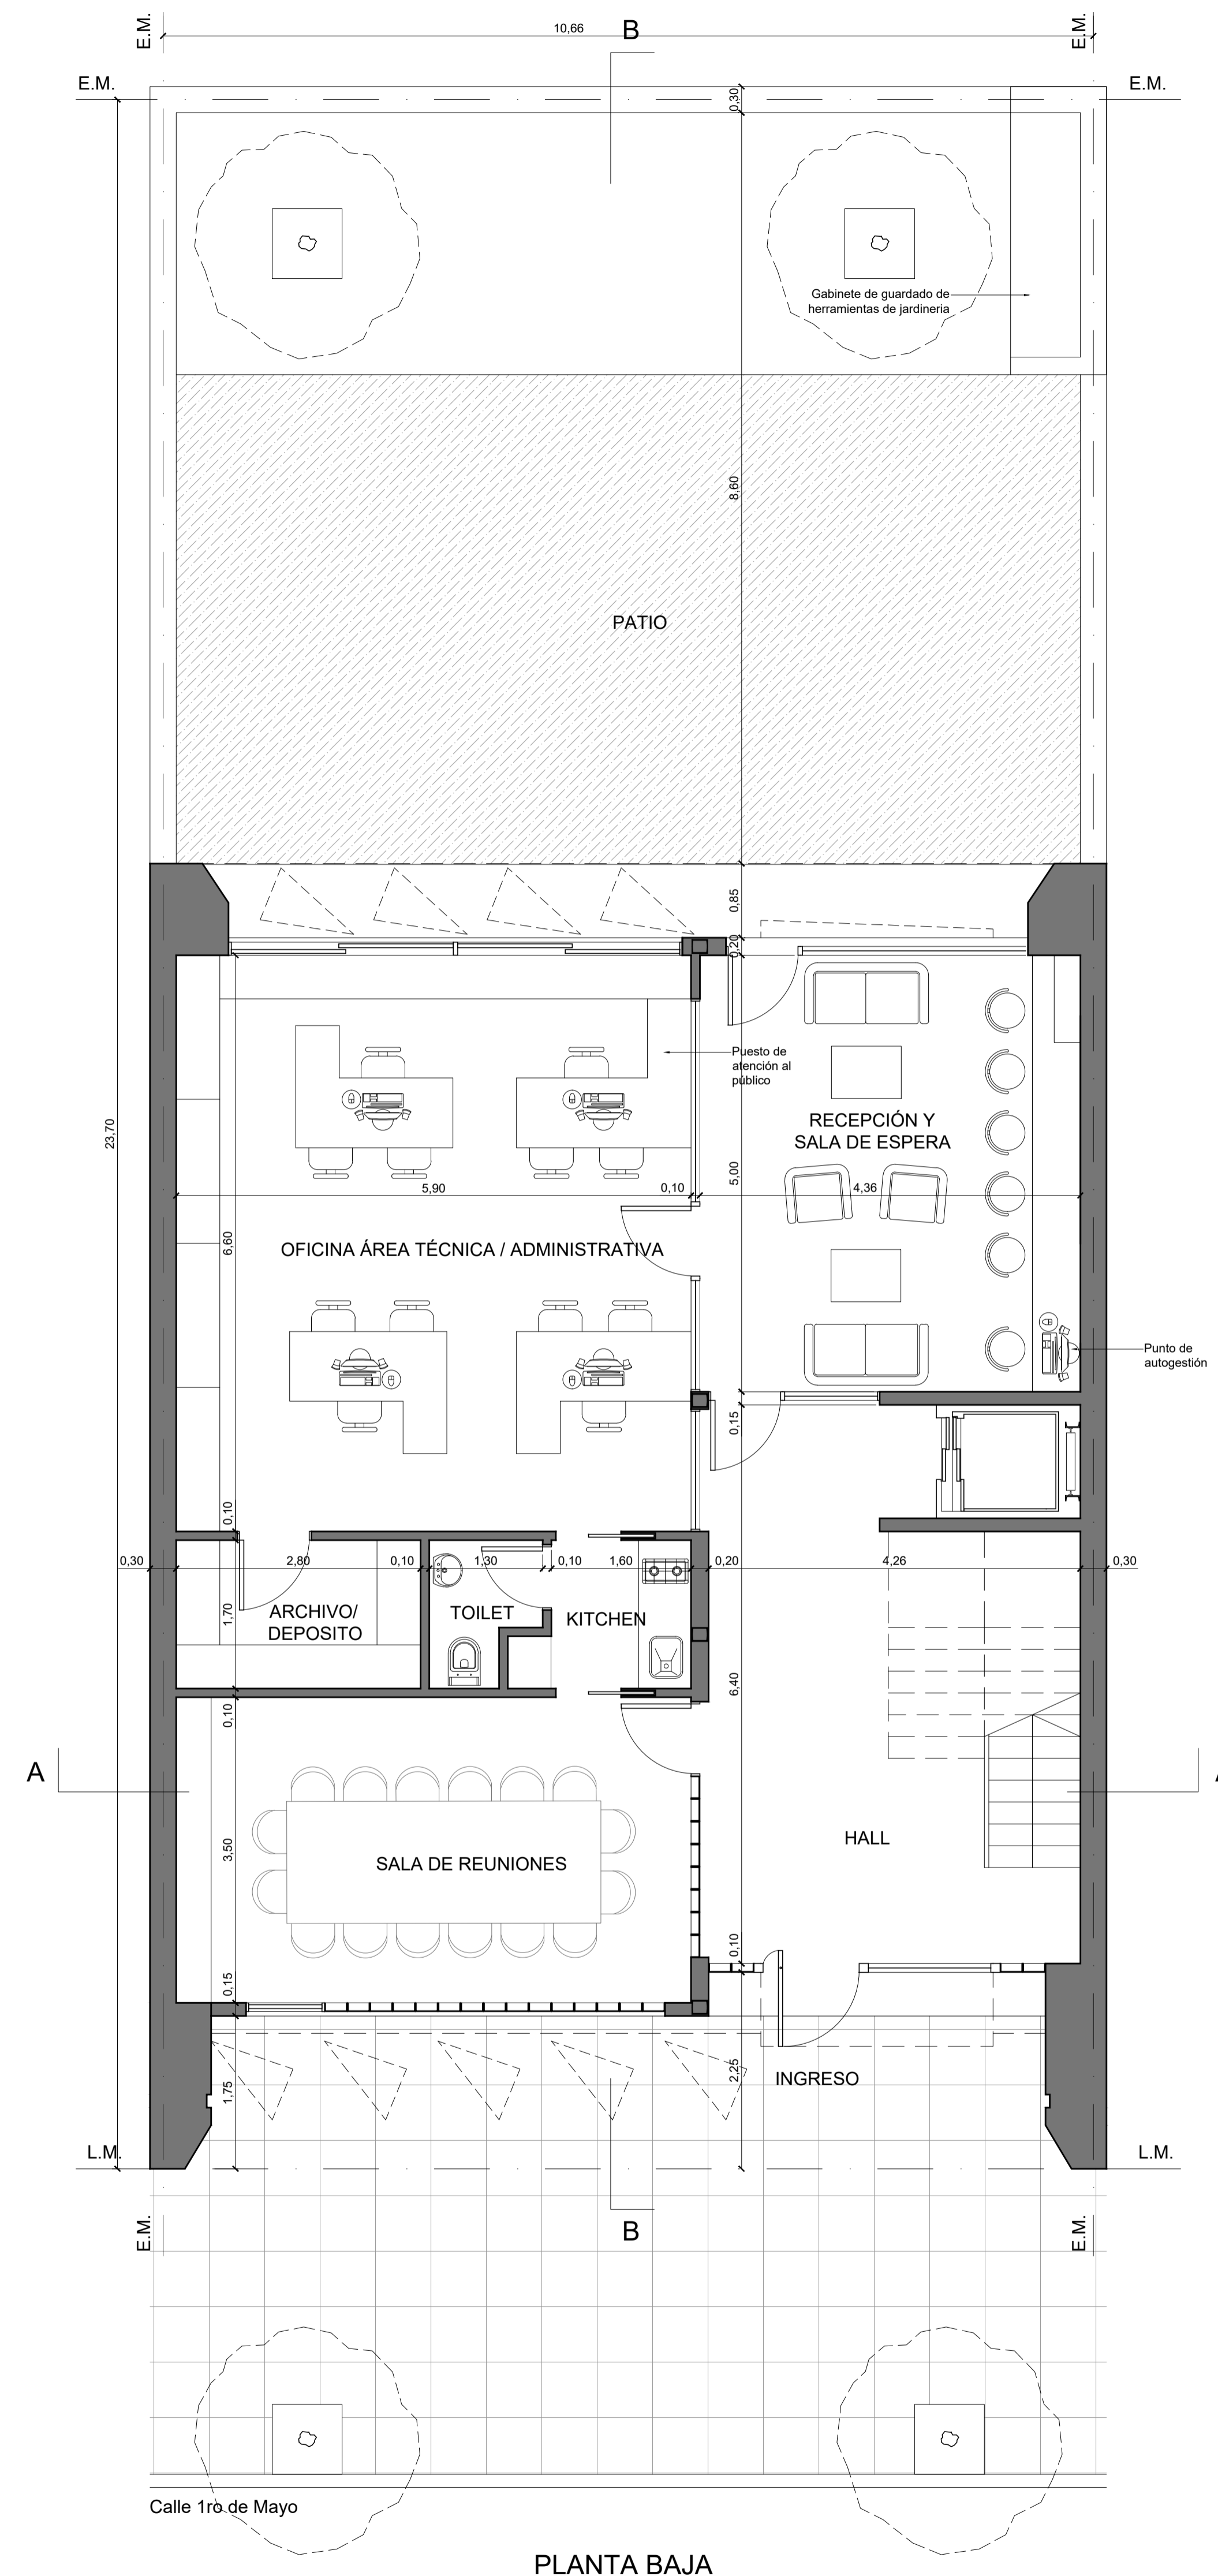 E.M.
E.M.
10,66
B
E.M.
E.M.
0,30
Gabinete de guardado de
herramientas de jardineria
8,60
PATIO
0,85
0,20
Puesto de
atención al
público
RECEPCIÓN Y
SALA DE ESPERA
23,70
5,90
0,10
5,00
4,36
6,60
OFICINA ÁREA TÉCNICA / ADMINISTRATIVA
Punto de
autogestión
0,15
0,10
0,30
2,80
0,10
1,30
0,10
1,60
0,20
4,26
0,30
1,70
ARCHIVO/
DEPOSITO
TOILET
KITCHEN
6,40
0,10
A
3,50
SALA DE REUNIONES
HALL
0,10
0,15
2,25
INGRESO
1,75
L.M.
L.M.
E.M.
B
E.M.
Calle 1ro de Mayo
PLANTA BAJA